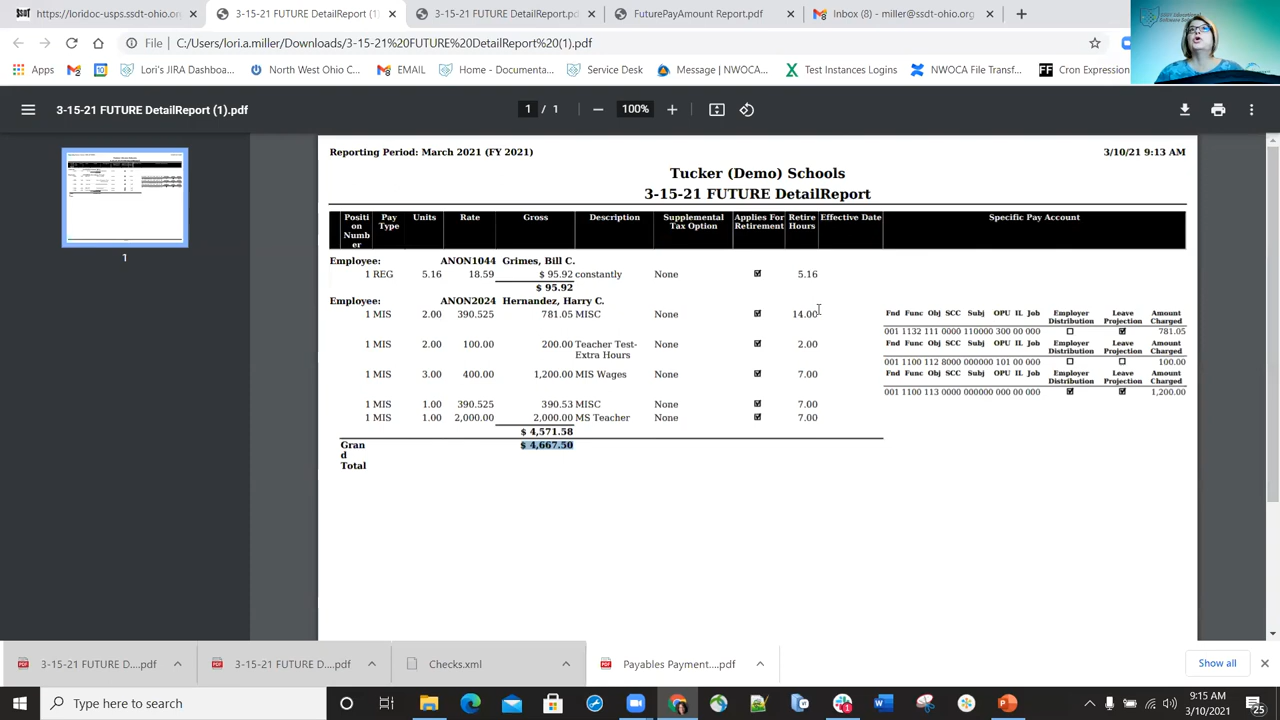 https://loridocs.ssdt-ohio.org/us
3-15-21 FUTURE DetailReport (1)
3-15-21 FUTURE DetailReport.pd
FuturePayAmount Report.pdf
Inbox (8) - miller@ssdt-ohio.org
File
C:/Users/lori.a.miller/Downloads/3-15-21%20FUTURE%20DetailReport%20(1).pdf
Apps
Lori's JIRA Dashboa...
North West Ohio C...
EMAIL
Home - Documenta...
Service Desk
Message | NWOCA...
Test Instances Logins
NWOCA File Transf...
Cron Expression
3-15-21 FUTURE DetailReport (1).pdf
1 / 1
100%
1
Reporting Period: March 2021 (FY 2021)
3/10/21 9:13 AM
Tucker (Demo) Schools
3-15-21 FUTURE DetailReport
Positi on Numb er Pay Type Units Rate Gross Description Supplemental Tax Option Applies For Retirement Retire Hours Effective Date Specific Pay Account
Employee: ANON1044 Grimes, Bill C.
1 REG 5.16 18.59 $ 95.92 constantly None 5.16
$ 95.92
Employee: ANON2024 Hernandez, Harry C.
1 MIS 2.00 390.525 781.05 MISC None 14.00
Fnd Func Obj SCC Subj OPU IL Job Employer Distribution Leave Projection Amount Charged
001 1132 111 0000 110000 300 00 000 781.05
1 MIS 2.00 100.00 200.00 Teacher Test- Extra Hours None 2.00
Fnd Func Obj SCC Subj OPU IL Job Employer Distribution Leave Projection Amount Charged
001 1100 112 8000 000000 101 00 000 100.00
1 MIS 3.00 400.00 1,200.00 MIS Wages None 7.00
Fnd Func Obj SCC Subj OPU IL Job Employer Distribution Leave Projection Amount Charged
001 1100 113 0000 000000 000 00 000 1,200.00
1 MIS 1.00 390.525 390.53 MISC None 7.00
1 MIS 1.00 2,000.00 2,000.00 MS Teacher None 7.00
$ 4,571.58
Gran d Total $ 4,667.50
3-15-21 FUTURE D....pdf
3-15-21 FUTURE D....pdf
Checks.xml
Payables Payment....pdf
Show all
Type here to search
9:15 AM
3/10/2021
25